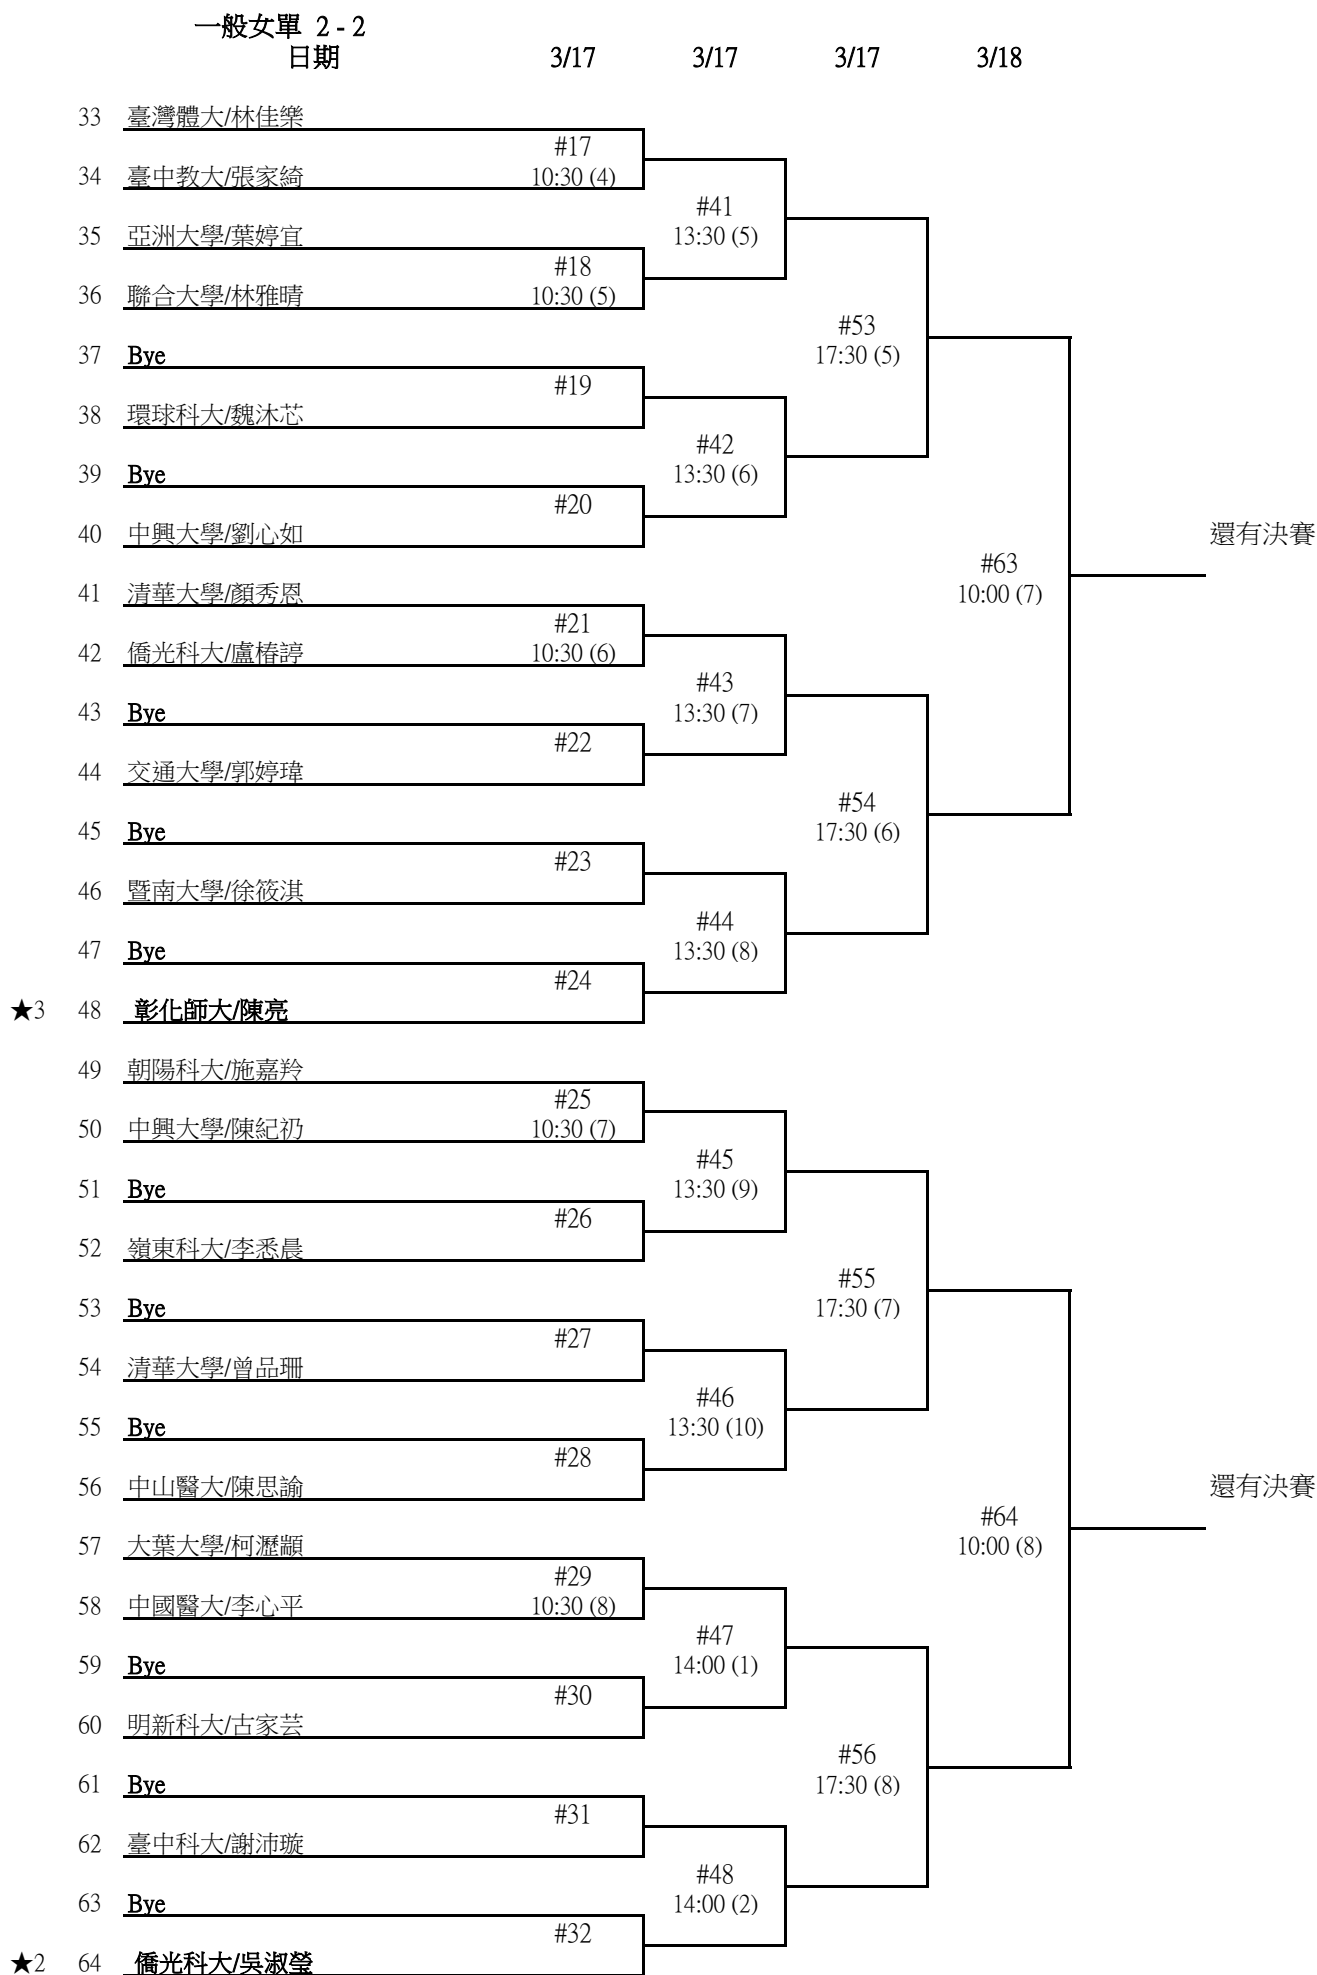 一般女單 2 - 2
日期 3/17 3/17 3/17 3/18
33 臺灣體大/林佳樂
#17
34 臺中教大/張家綺 10:30 (4)
#41
35 亞洲大學/葉婷宜 13:30 (5)
#18
36 聯合大學/林雅晴 10:30 (5)
#53
37 Bye 17:30 (5)
#19
38 環球科大/魏沐芯
#42
39 Bye 13:30 (6)
#20
40 中興大學/劉心如 還有決賽
#63
41 清華大學/顏秀恩 10:00 (7)
#21
42 僑光科大/盧椿諄 10:30 (6)
#43
43 Bye 13:30 (7)
#22
44 交通大學/郭婷瑋
#54
45 Bye 17:30 (6)
#23
46 暨南大學/徐筱淇
#44
47 Bye 13:30 (8)
#24
★3 48 彰化師大/陳亮
49 朝陽科大/施嘉羚
#25
50 中興大學/陳紀礽 10:30 (7)
#45
51 Bye 13:30 (9)
#26
52 嶺東科大/李悉晨
#55
53 Bye 17:30 (7)
#27
54 清華大學/曾品珊
#46
55 Bye 13:30 (10)
#28
56 中山醫大/陳思諭 還有決賽
#64
57 大葉大學/柯瀝顓 10:00 (8)
#29
58 中國醫大/李心平 10:30 (8)
#47
59 Bye 14:00 (1)
#30
60 明新科大/古家芸
#56
61 Bye 17:30 (8)
#31
62 臺中科大/謝沛璇
#48
63 Bye 14:00 (2)
#32
★2 64 僑光科大/吳淑瑩